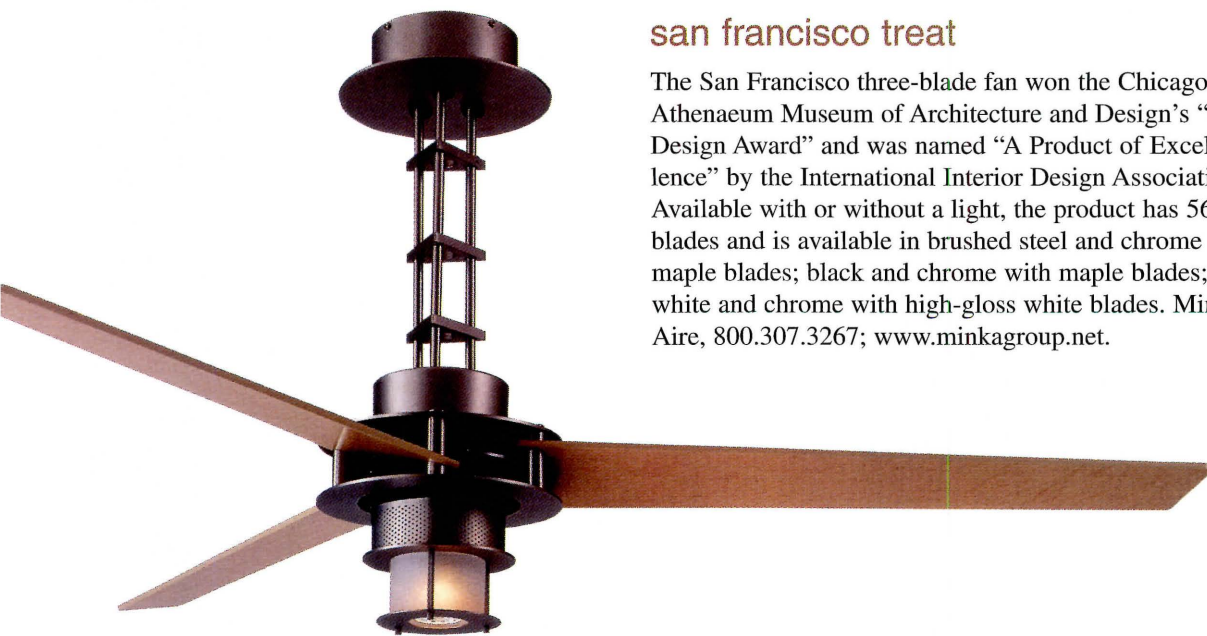 san francisco treat
The San Francisco three-blade fan won the Chicago
Athenaeum Museum of Architecture and Design’s “
Design Award” and was named “A Product of Excel
lence” by the International Interior Design Associati
Available with or without a light, the product has 56
blades and is available in brushed steel and chrome
maple blades; black and chrome with maple blades;
white and chrome with high-gloss white blades. Min
Aire, 800.307.3267; www.minkagroup.net.